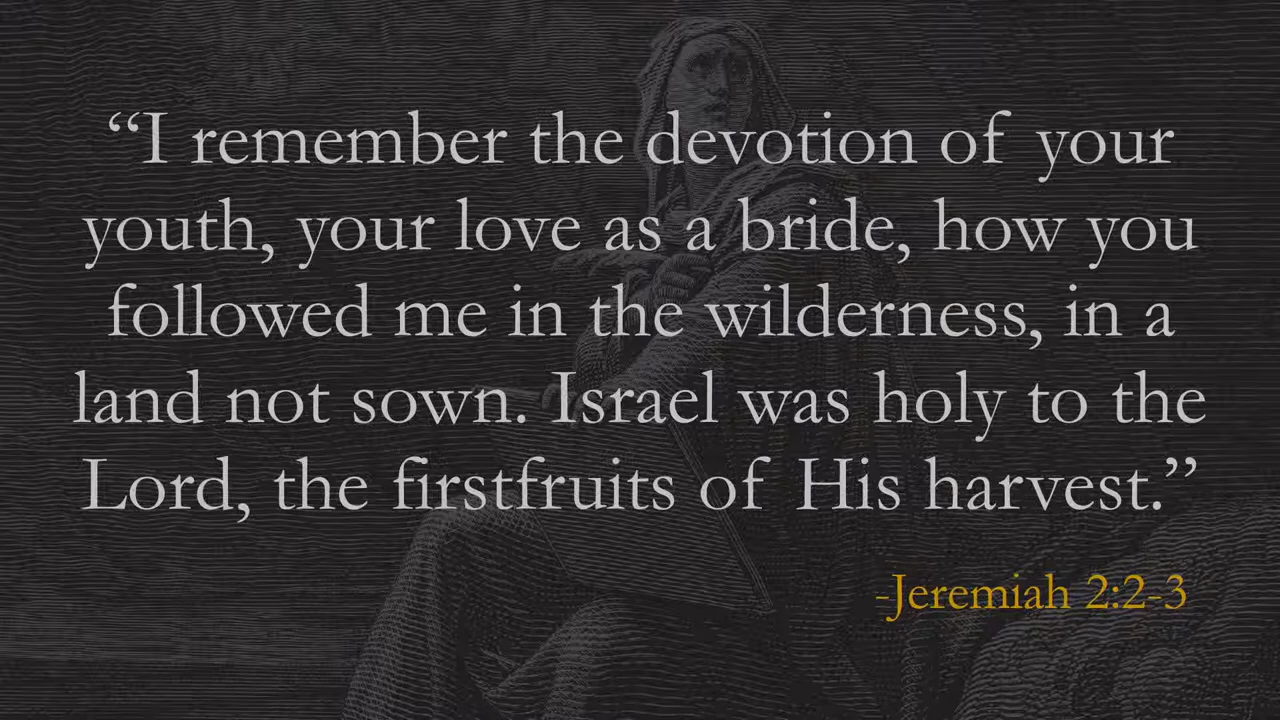 “I remember the devotion of your
youth, your love as a bride, how you
followed me in the wilderness, in a
land not sown. Israel was holy to the
Lord, the firstfruits of His harvest.”
-Jeremiah 2:2-3